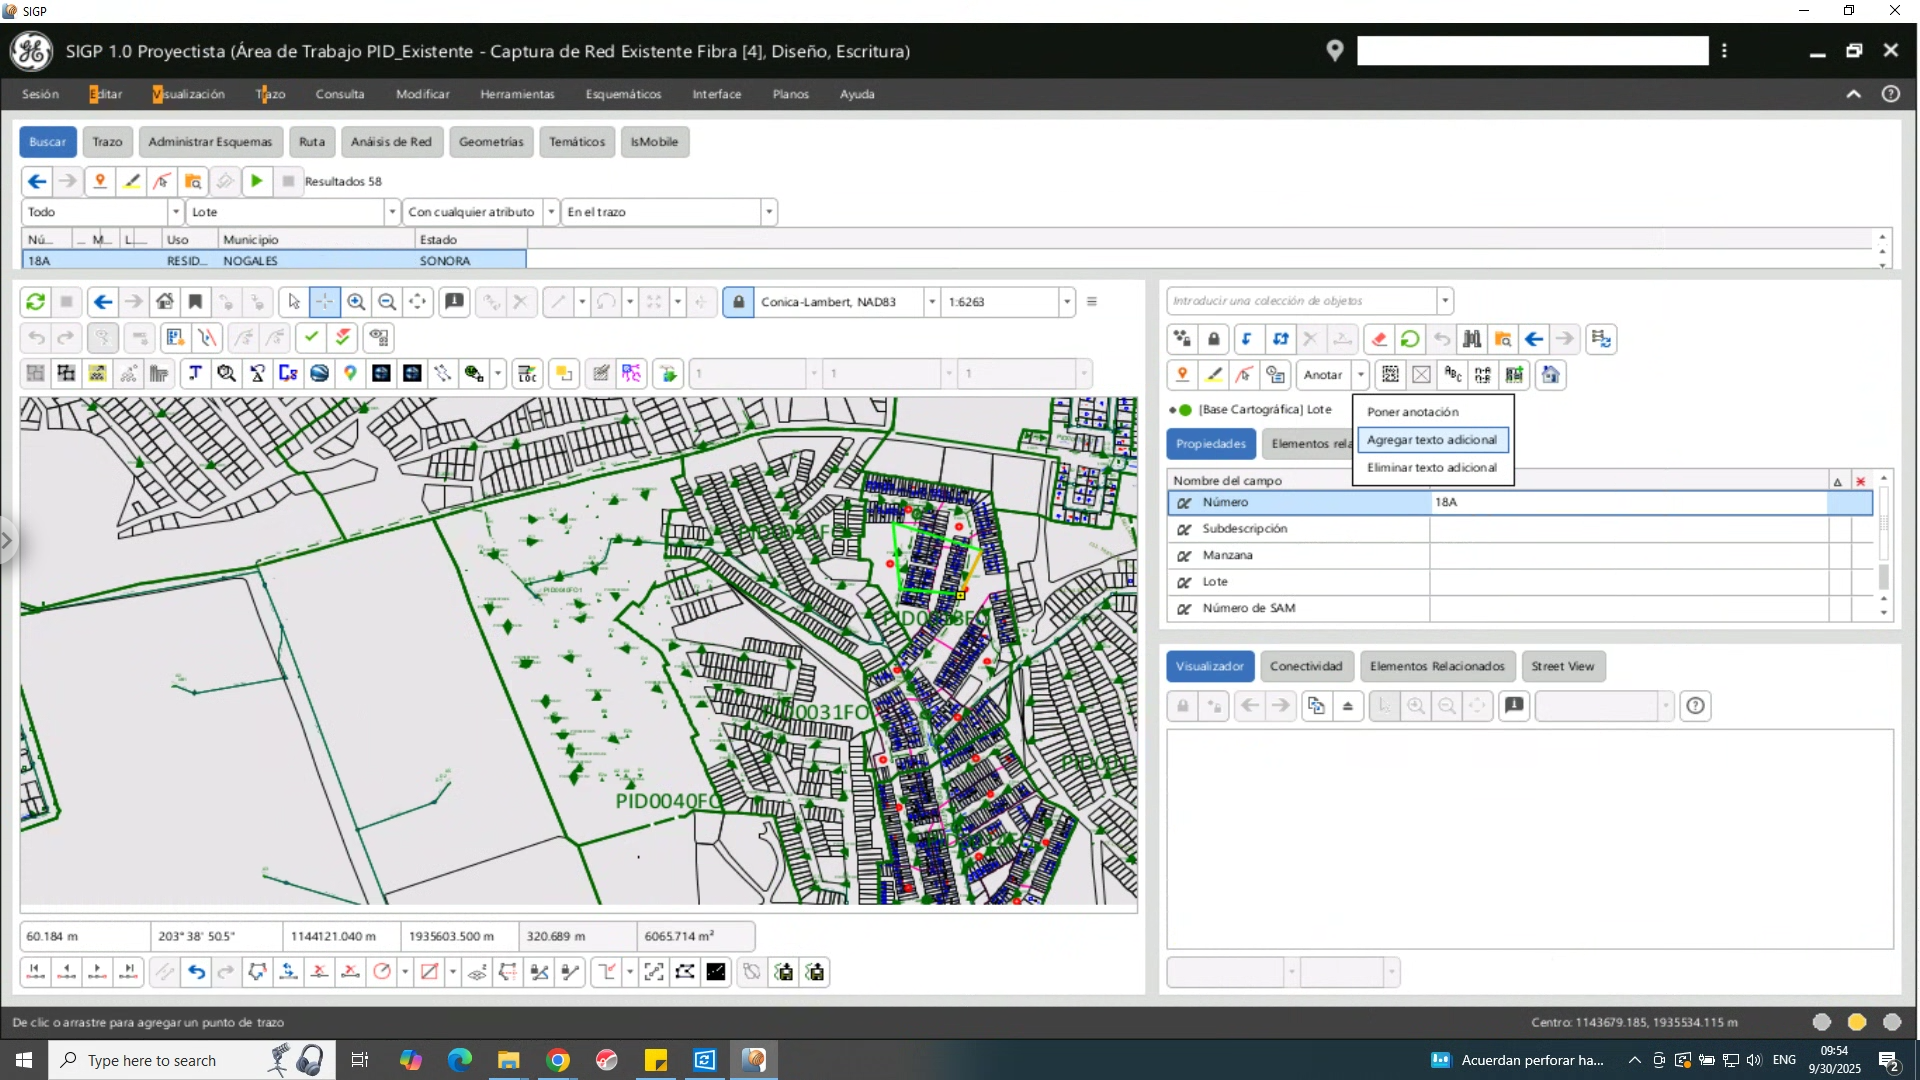 SIGP
SIGP 1.0 Proyectista (Área de Trabajo PID_Existente - Captura de Red Existente Fibra [4], Diseño, Escritura)
Sesión Editar Visualización Trazo Consulta Modificar Herramientas Esquemáticos Interface Planos Ayuda
Buscar Trazo Administrar Esquemas Ruta Anáisis de Red Geometrías Temáticos IsMobile
Resultados 58
Todo Lote Con cualquier atributo En el trazo
Nú... ... M... L... Uso Municipio Estado
18A RESID... NOGALES SONORA
Conica-Lambert, NAD83 1:6263
LOC 1 1 1
PID0031FO
PID0040FO
60.184 m 203° 38' 50.5" 1144121.040 m 1935603.500 m 320.689 m 6065.714 m²
Introducir una colección de objetos
Anotar
[Base Cartográfica] Lote
Poner anotación
Agregar texto adicional
Eliminar texto adicional
Propiedades Elementos rela
Nombre del campo
Número 18A
Subdescripción
Manzana
Lote
Número de SAM
Visualizador Conectividad Elementos Relacionados Street View
De clic o arrastre para agregar un punto de trazo Centro: 1143679.185, 1935534.115 m
Type here to search Acuerdan perforar ha... ENG 09:54
9/30/2025 2